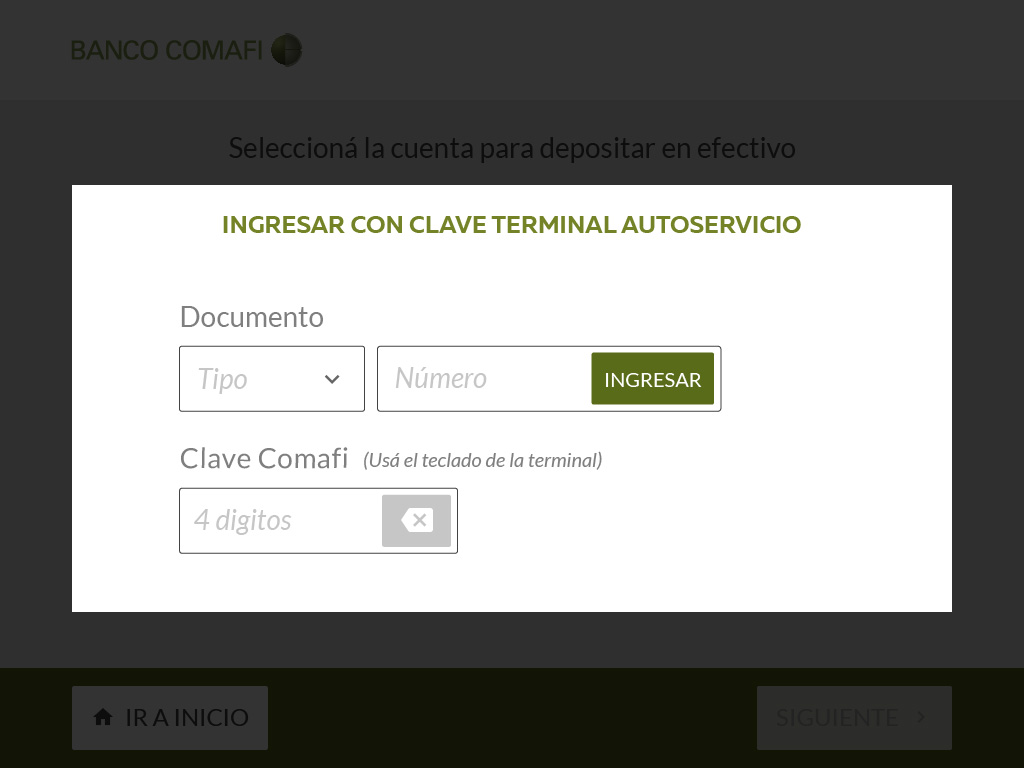 BANCO COMAFI
Seleccioná la cuenta para depositar en efectivo
INGRESAR CON CLAVE TERMINAL AUTOSERVICIO
Documento
Tipo Número INGRESAR
Clave Comafi (Usá el teclado de la terminal)
4 digitos
IR A INICIO SIGUIENTE